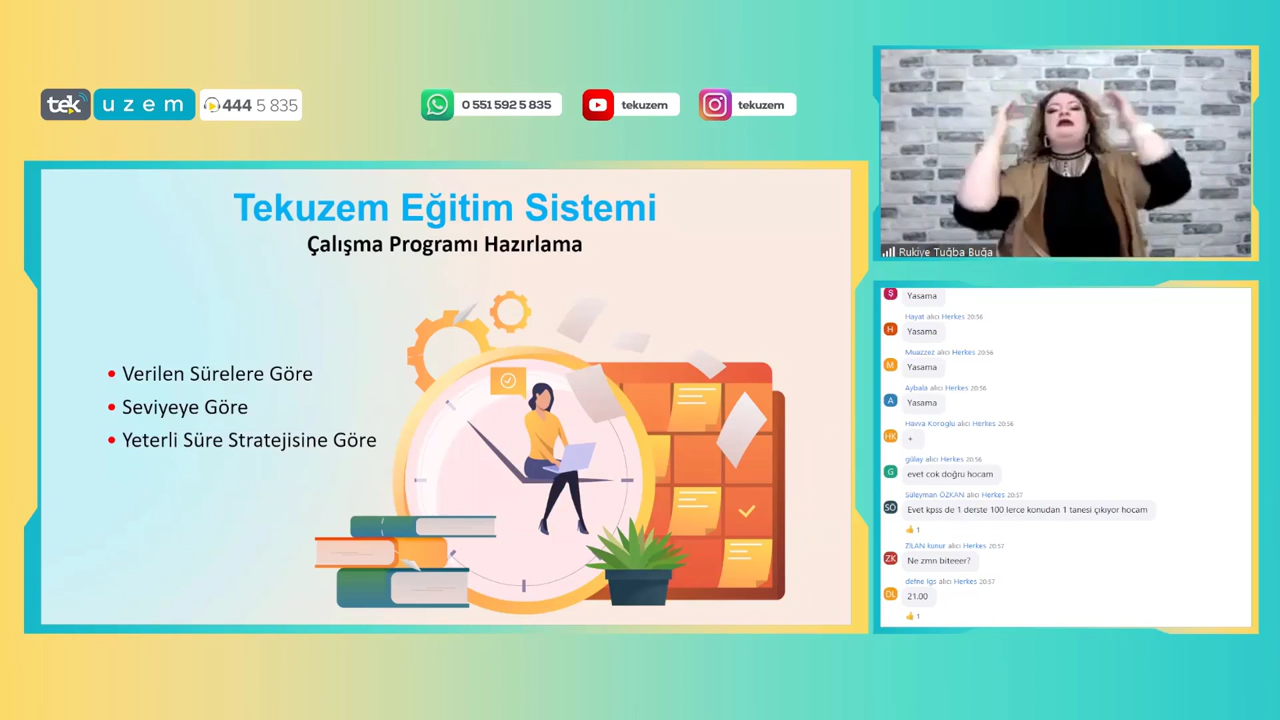 tek uzem 444 5 835
0 551 592 5 835
tekuzem
tekuzem
Tekuzem Eğitim Sistemi
Çalışma Programı Hazırlama
• Verilen Sürelere Göre
• Seviyeye Göre
• Yeterli Süre Stratejisine Göre
Rukiye Tuğba Buğa
Ş
Yasama
Hayat alıcı Herkes 20:56
H
Yasama
Muazzez alıcı Herkes 20:56
M
Yasama
Aybala alıcı Herkes 20:56
A
Yasama
Havva Koroglu alıcı Herkes 20:56
HK
+
gülay alıcı Herkes 20:56
G
evet cok doğru hocam
Süleyman ÖZKAN alıcı Herkes 20:57
SÖ
Evet kpss de 1 derste 100 lerce konudan 1 tanesi çıkıyor hocam
👍 1
ZILAN kunur alıcı Herkes 20:57
ZK
Ne zmn biteeer?
defne lgs alıcı Herkes 20:57
DL
21.00
👍 1